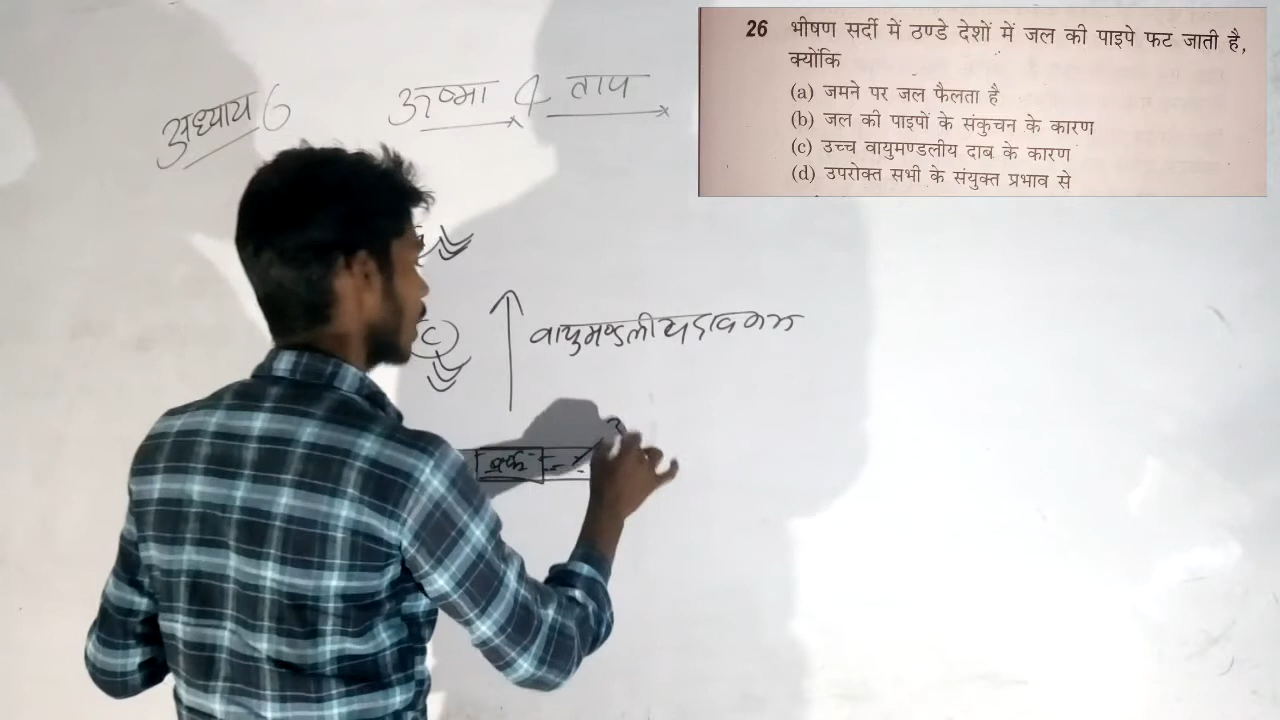 अध्याय 6 ऊष्मा & ताप
26 भीषण सर्दी में ठण्डे देशों में जल की पाइपे फट जाती है,
क्योंकि
(a) जमने पर जल फैलता है
(b) जल की पाइपों के संकुचन के कारण
(c) उच्च वायुमण्डलीय दाब के कारण
(d) उपरोक्त सभी के संयुक्त प्रभाव से
वायुमण्डलीय दाब कम
बर्फ